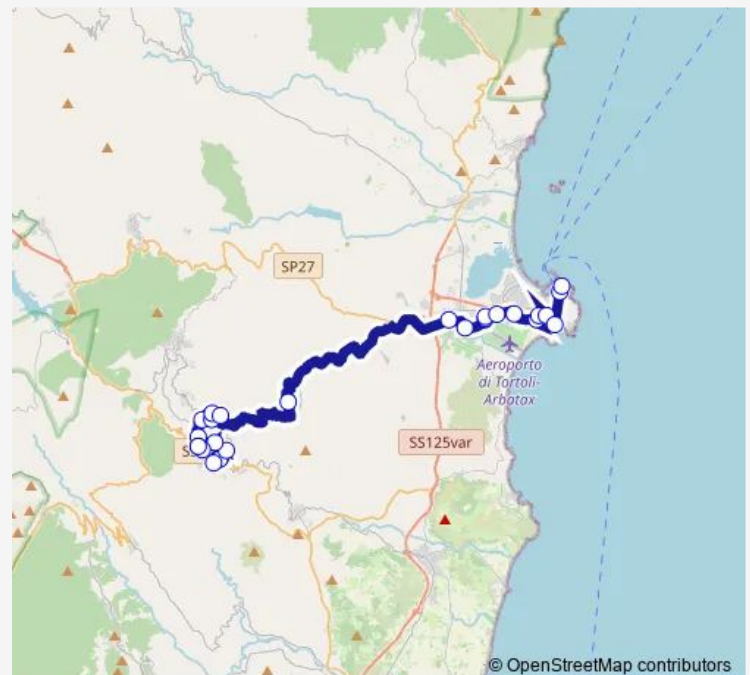 SP27
Aeroporto
di Tortolì-
Arbatax
SS125var
© OpenStreetMap contributors